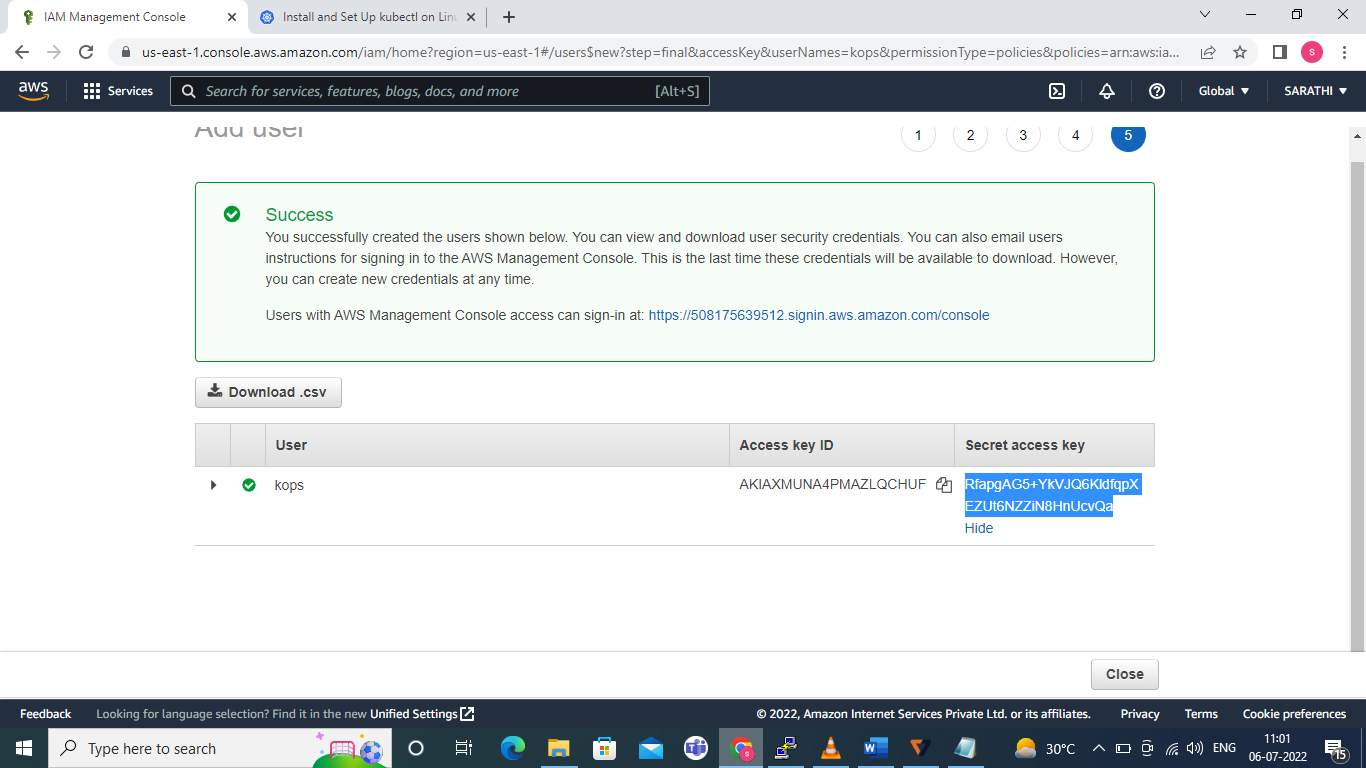 IAM Management Console
Install and Set Up kubectl on Linu
us-east-1.console.aws.amazon.com/iam/home?region=us-east-1#/users$new?step=final&accessKey&userNames=kops&permissionType=policies&policies=arn:aws:ia...
S
aws
Services
Search for services, features, blogs, docs, and more
[Alt+S]
Global
SARATHI
Add user
1 2 3 4 5
Success
You successfully created the users shown below. You can view and download user security credentials. You can also email users
instructions for signing in to the AWS Management Console. This is the last time these credentials will be available to download. However,
you can create new credentials at any time.
Users with AWS Management Console access can sign-in at: https://508175639512.signin.aws.amazon.com/console
Download .csv
User Access key ID Secret access key
kops AKIAXMUNA4PMAZLQCHUF
Hide
Close
Feedback Looking for language selection? Find it in the new Unified Settings
© 2022, Amazon Internet Services Private Ltd. or its affiliates. Privacy Terms Cookie preferences
Type here to search
30°C
ENG
11:01
06-07-2022
15